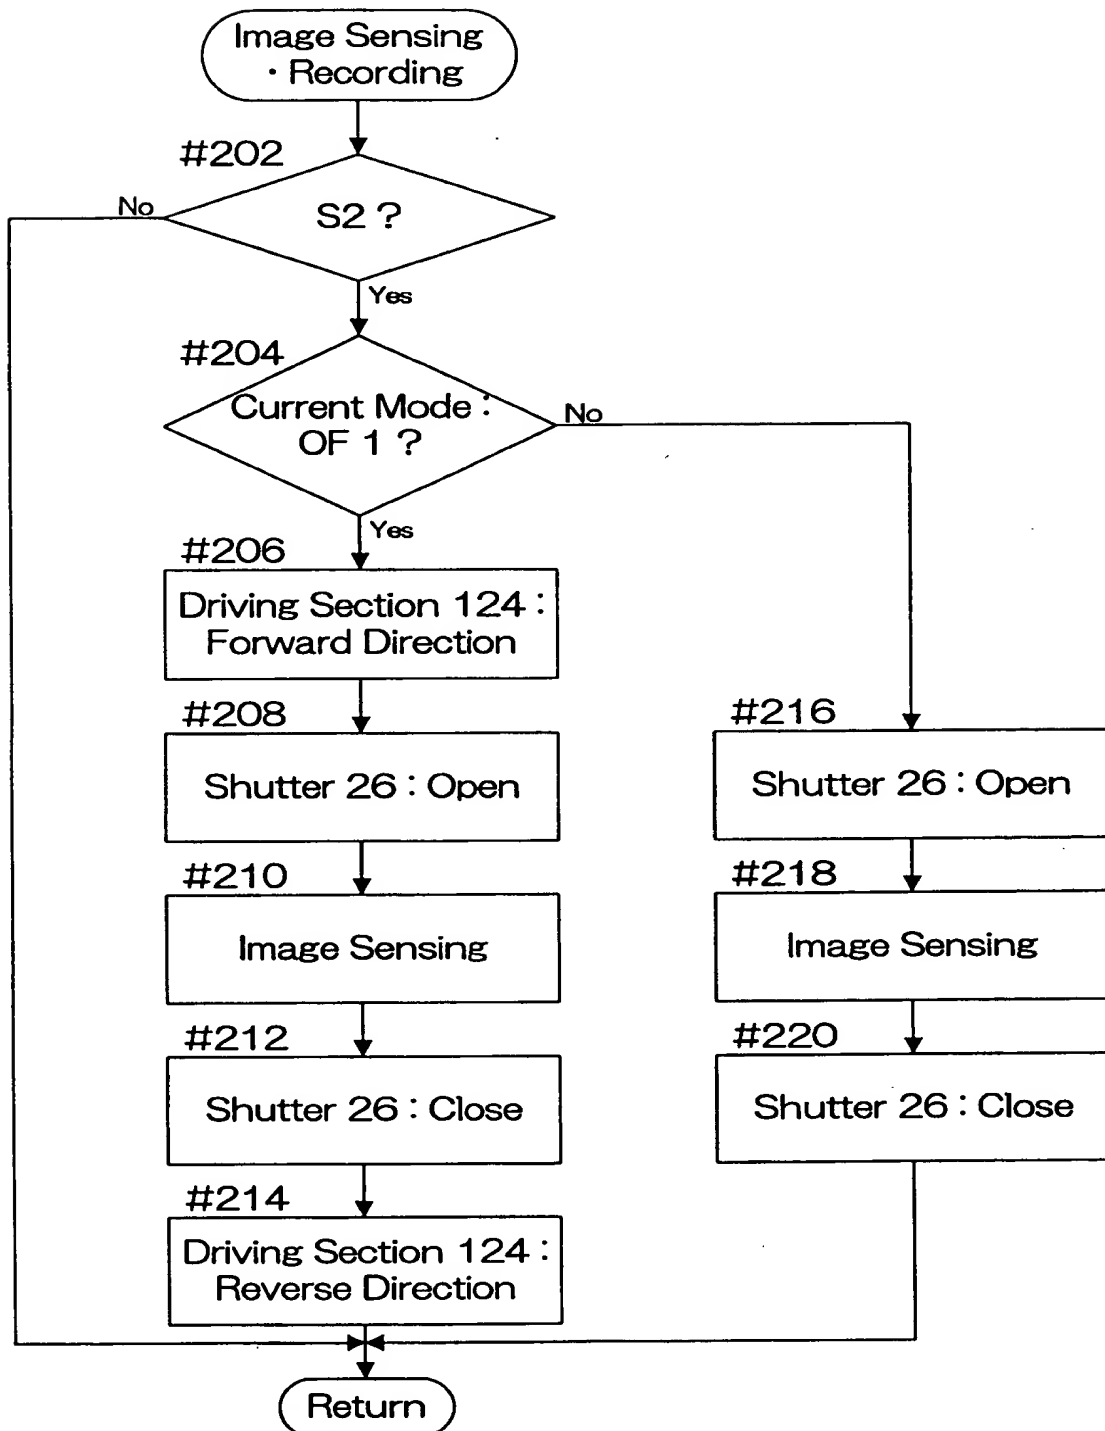 Image Sensing
・Recording
#202
No
S2 ?
Yes
#204
Current Mode :
OF 1 ?
No
Yes
#206
Driving Section 124 :
Forward Direction
#208
Shutter 26 : Open
#210
Image Sensing
#212
Shutter 26 : Close
#214
Driving Section 124 :
Reverse Direction
#216
Shutter 26 : Open
#218
Image Sensing
#220
Shutter 26 : Close
Return